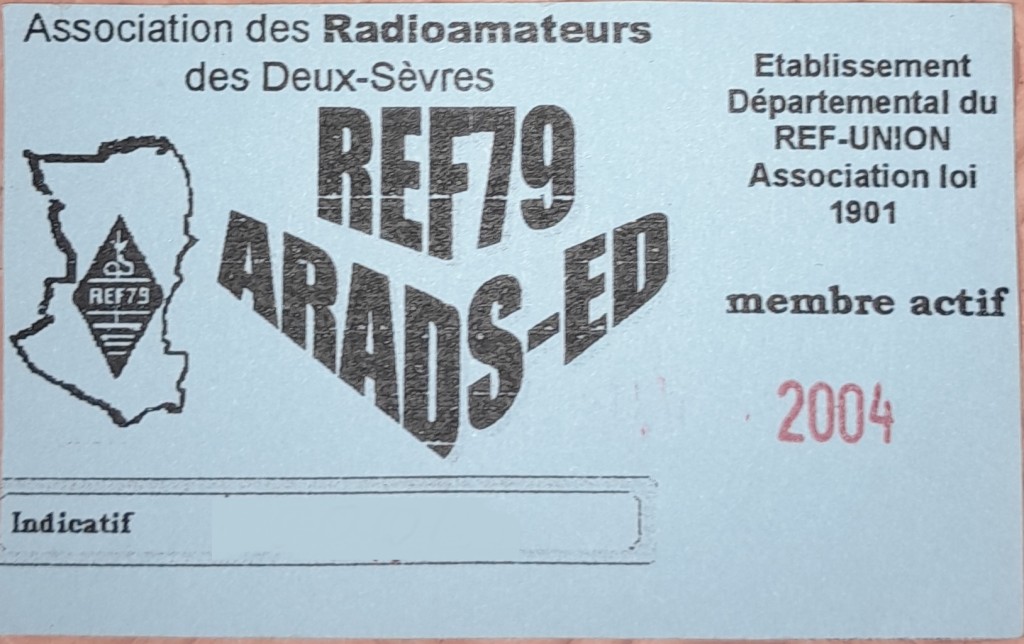 Association des Radioamateurs
des Deux-Sèvres
REF79
ARADS-ED
REF79
Etablissement
Départemental du
REF-UNION
Association loi
1901
membre actif
2004
Indicatif